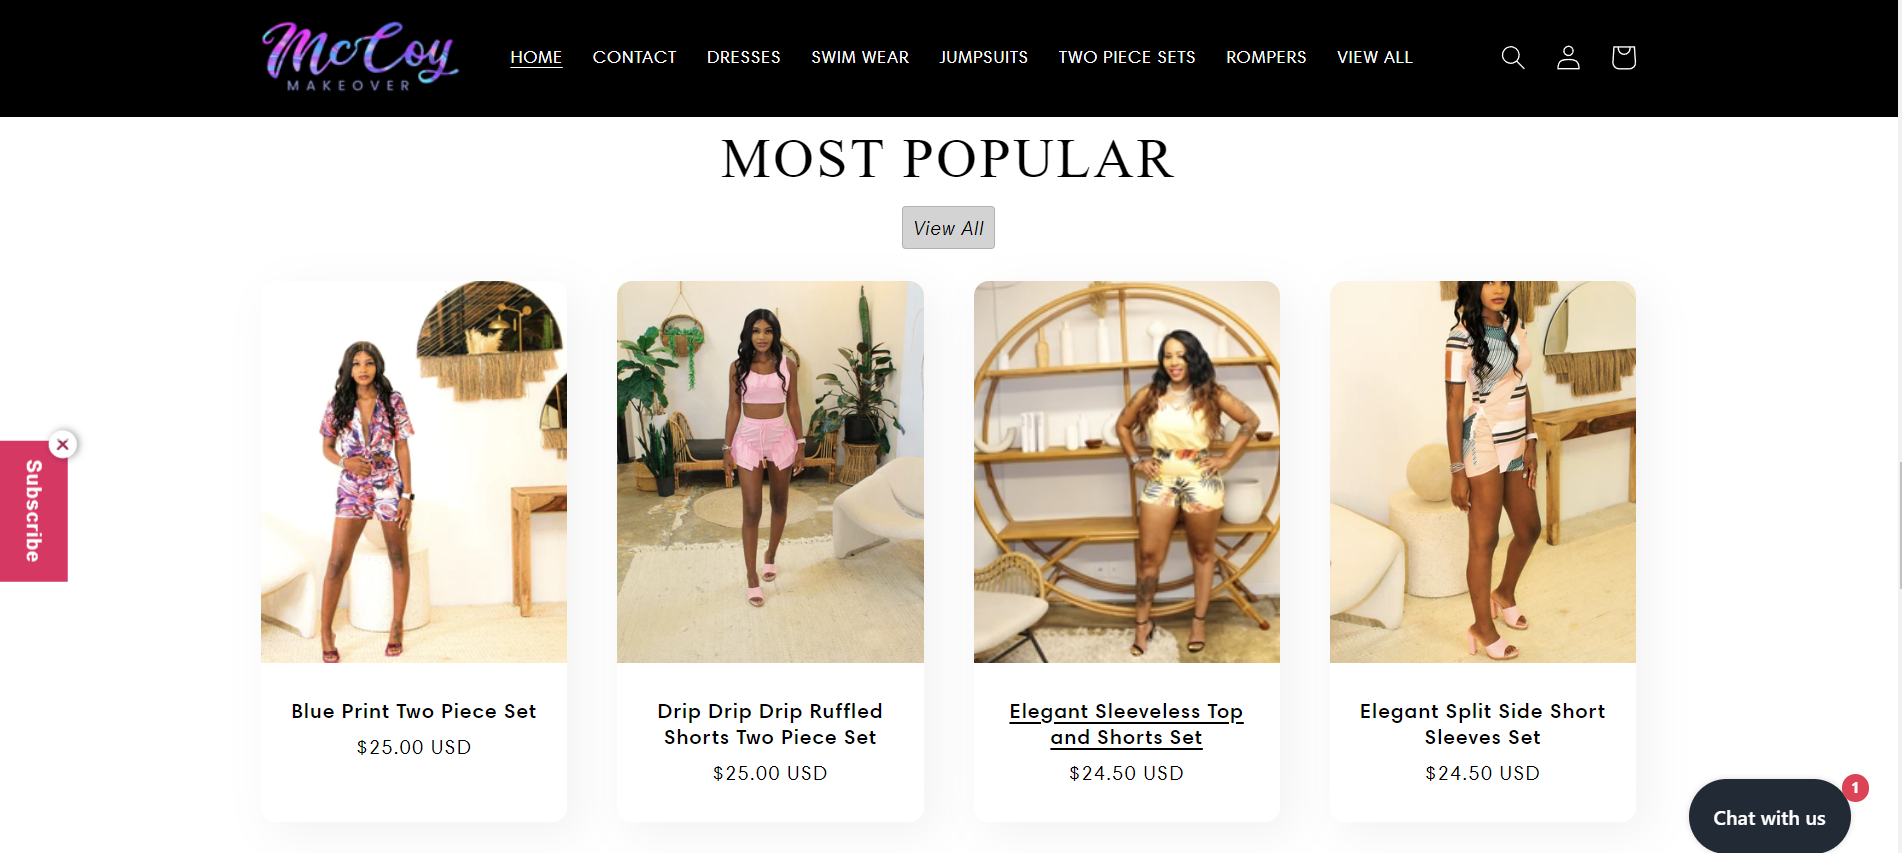 McCoy
MAKEOVER
HOME CONTACT DRESSES SWIM WEAR JUMPSUITS TWO PIECE SETS ROMPERS VIEW ALL
MOST POPULAR
View All
Subscribe
Blue Print Two Piece Set
$25.00 USD
Drip Drip Drip Ruffled
Shorts Two Piece Set
$25.00 USD
Elegant Sleeveless Top
and Shorts Set
$24.50 USD
Elegant Split Side Short
Sleeves Set
$24.50 USD
1
Chat with us